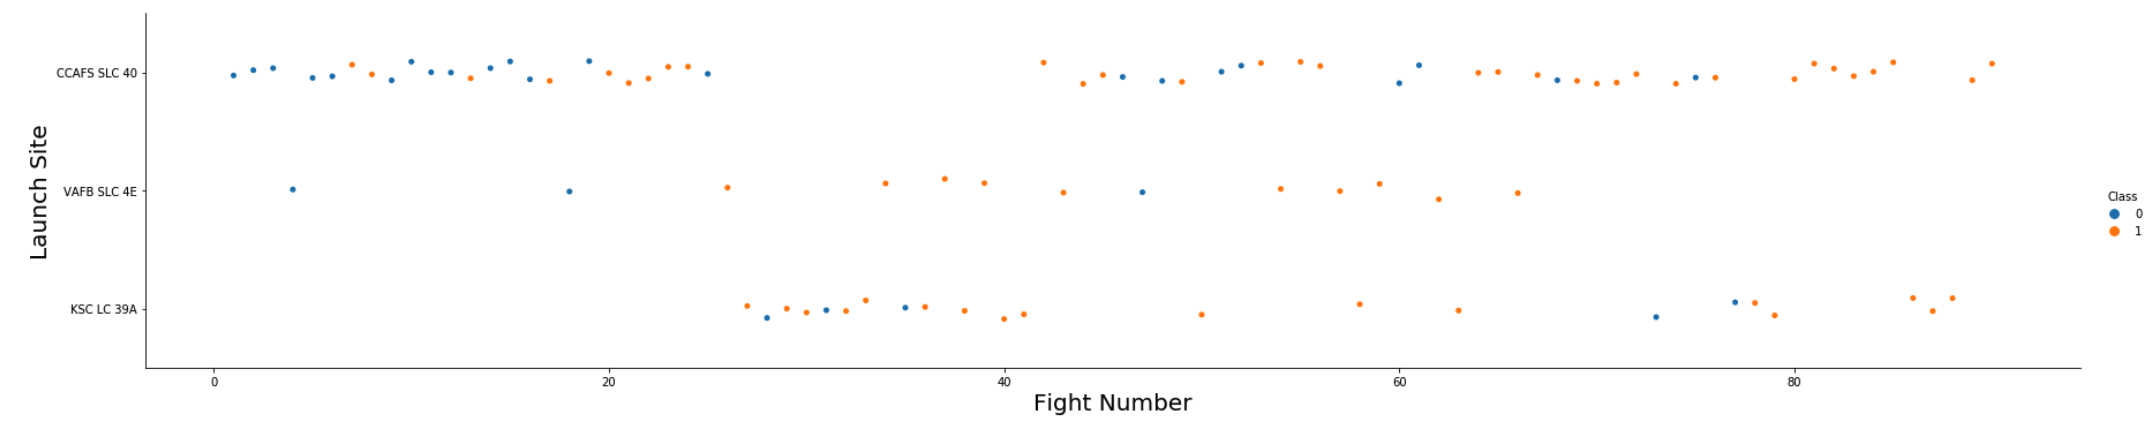 Launch Site
CCAFS SLC 40
VAFB SLC 4E
KSC LC 39A
0 20 40 60 80
Fight Number
Class
0
1